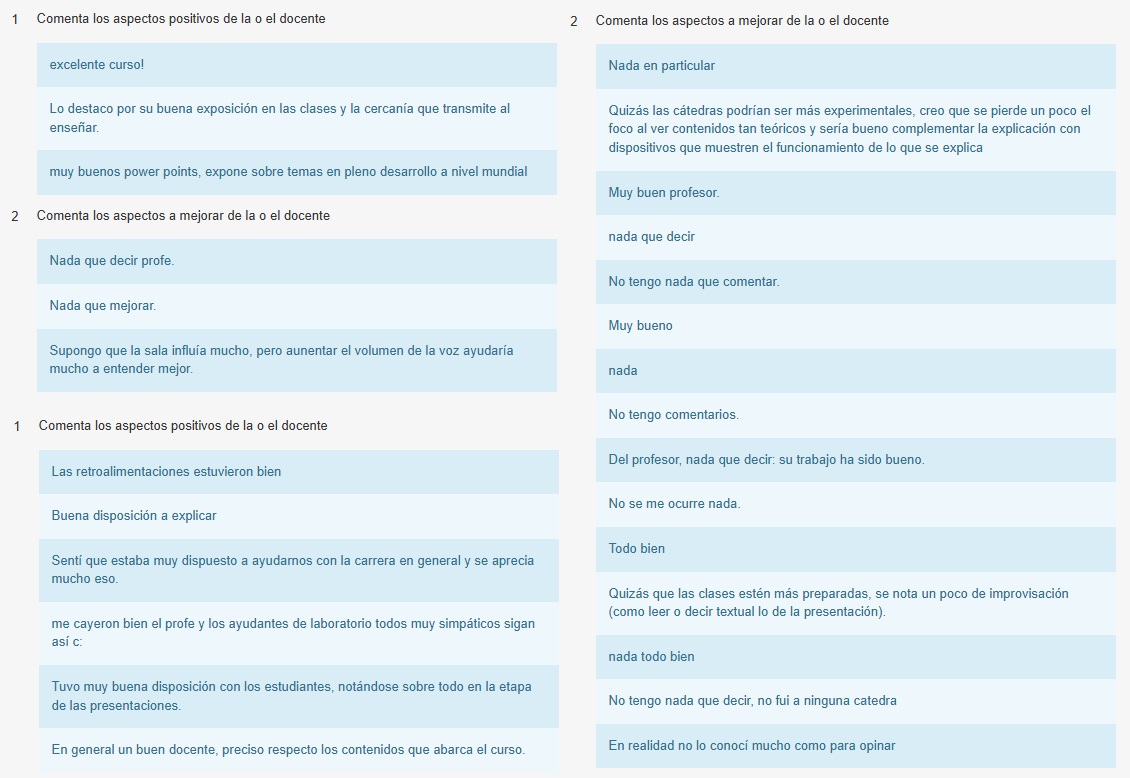 1 Comenta los aspectos positivos de la o el docente
excelente curso!
Lo destaco por su buena exposición en las clases y la cercanía que transmite al
enseñar.
muy buenos power points, expone sobre temas en pleno desarrollo a nivel mundial
2 Comenta los aspectos a mejorar de la o el docente
Nada que decir profe.
Nada que mejorar.
Supongo que la sala influía mucho, pero aumentar el volumen de la voz ayudaría
mucho a entender mejor.
1 Comenta los aspectos positivos de la o el docente
Las retroalimentaciones estuvieron bien
Buena disposición a explicar
Sentí que estaba muy dispuesto a ayudarnos con la carrera en general y se aprecia
mucho eso.
me cayeron bien el profe y los ayudantes de laboratorio todos muy simpáticos sigan
así c:
Tuvo muy buena disposición con los estudiantes, notándose sobre todo en la etapa
de las presentaciones.
En general un buen docente, preciso respecto los contenidos que abarca el curso.
2 Comenta los aspectos a mejorar de la o el docente
Nada en particular
Quizás las cátedras podrían ser más experimentales, creo que se pierde un poco el
foco al ver contenidos tan teóricos y sería bueno complementar la explicación con
dispositivos que muestren el funcionamiento de lo que se explica
Muy buen profesor.
nada que decir
No tengo nada que comentar.
Muy bueno
nada
No tengo comentarios.
Del profesor, nada que decir: su trabajo ha sido bueno.
No se me ocurre nada.
Todo bien
Quizás que las clases estén más preparadas, se nota un poco de improvisación
(como leer o decir textual lo de la presentación).
nada todo bien
No tengo nada que decir, no fui a ninguna catedra
En realidad no lo conocí mucho como para opinar